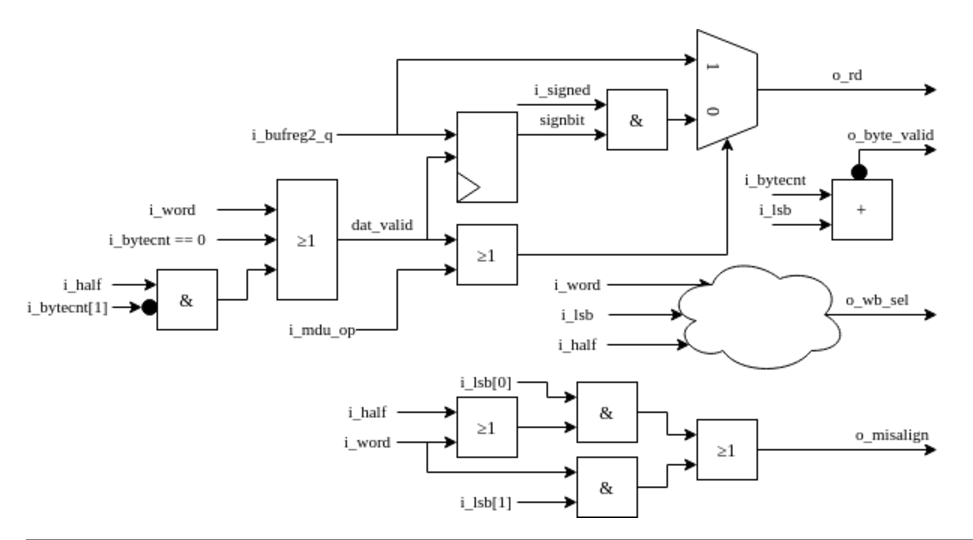 1
0
o_rd
i_signed
signbit
&
i_bufreg2_q
o_byte_valid
i_bytecnt
i_lsb
+
i_word
i_bytecnt == 0
≥1
dat_valid
≥1
i_half
i_bytecnt[1]
&
i_mdu_op
i_word
i_lsb
i_half
o_wb_sel
i_lsb[0]
i_half
i_word
≥1
&
&
i_lsb[1]
≥1
o_misalign